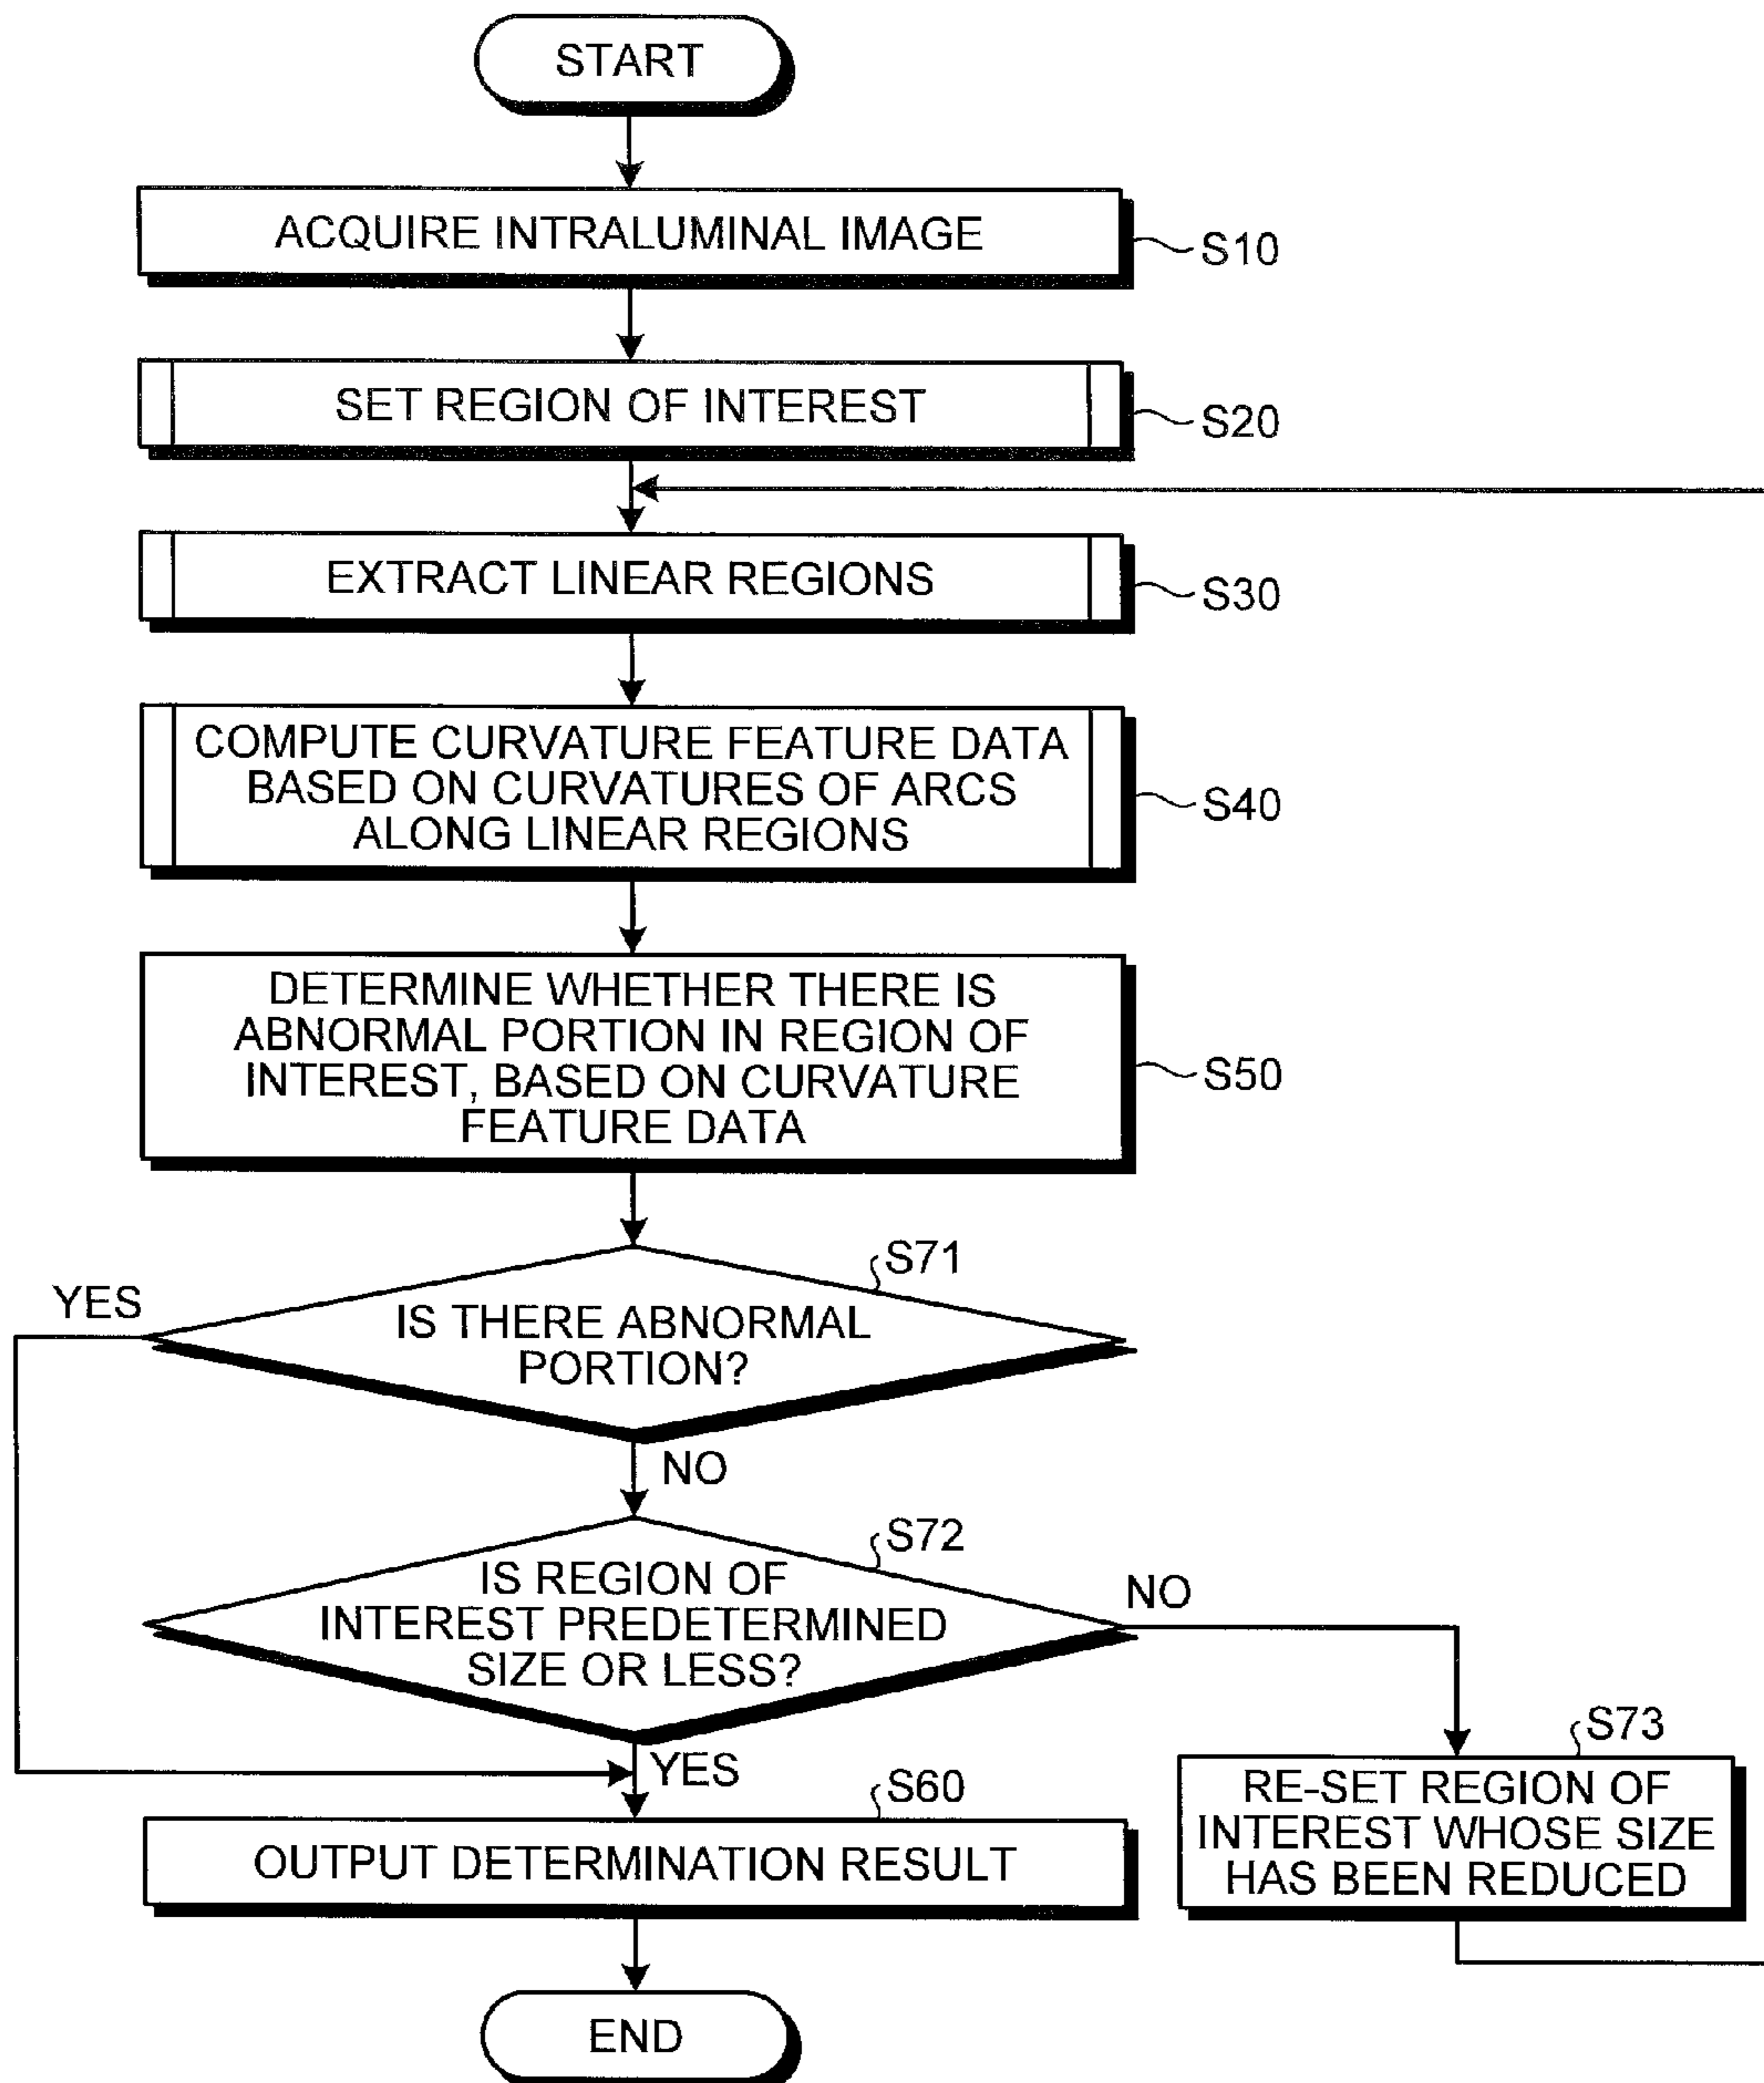 START
ACQUIRE INTRALUMINAL IMAGE
S10
SET REGION OF INTEREST
S20
EXTRACT LINEAR REGIONS
S30
COMPUTE CURVATURE FEATURE DATA
BASED ON CURVATURES OF ARCS
ALONG LINEAR REGIONS
S40
DETERMINE WHETHER THERE IS
ABNORMAL PORTION IN REGION OF
INTEREST, BASED ON CURVATURE
FEATURE DATA
S50
S71
YES
IS THERE ABNORMAL
PORTION?
NO
S72
IS REGION OF
INTEREST PREDETERMINED
SIZE OR LESS?
NO
YES
S73
RE-SET REGION OF
INTEREST WHOSE SIZE
HAS BEEN REDUCED
S60
OUTPUT DETERMINATION RESULT
END